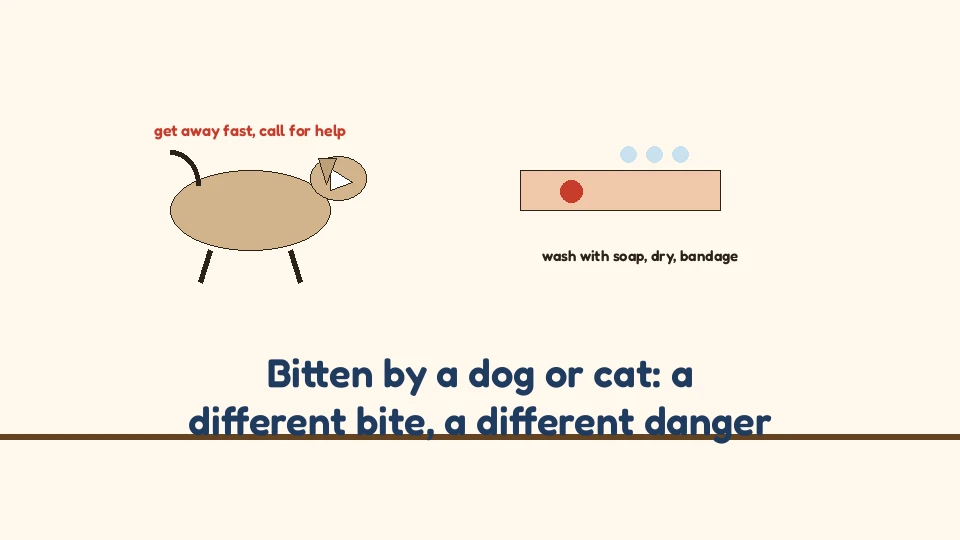 get away fast, call for help
wash with soap, dry, bandage
Bitten by a dog or cat: a
different bite, a different danger